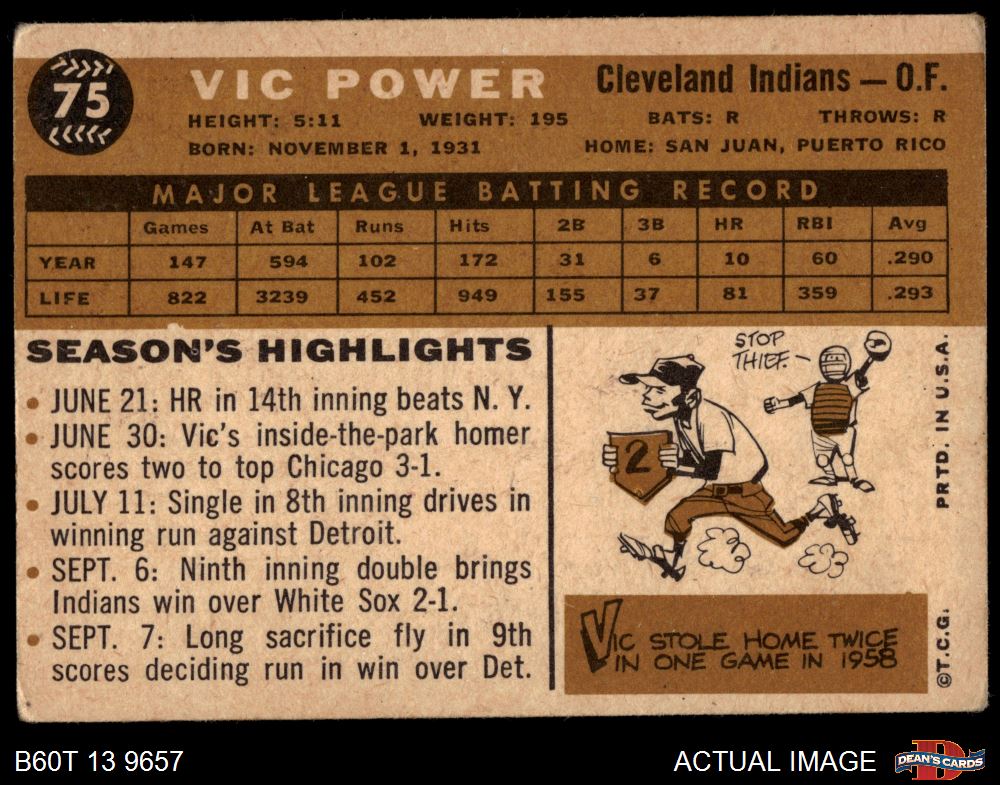 75
VIC POWER
Cleveland Indians — O.F.
HEIGHT: 5:11 WEIGHT: 195 BATS: R THROWS: R
BORN: NOVEMBER 1, 1931 HOME: SAN JUAN, PUERTO RICO
MAJOR LEAGUE BATTING RECORD
Games At Bat Runs Hits 2B 3B HR RBI Avg
YEAR 147 594 102 172 31 6 10 60 .290
LIFE 822 3239 452 949 155 37 81 359 .293
SEASON'S HIGHLIGHTS
• JUNE 21: HR in 14th inning beats N. Y.
• JUNE 30: Vic's inside-the-park homer
scores two to top Chicago 3-1.
• JULY 11: Single in 8th inning drives in
winning run against Detroit.
• SEPT. 6: Ninth inning double brings
Indians win over White Sox 2-1.
• SEPT. 7: Long sacrifice fly in 9th
scores deciding run in win over Det.
STOP
THIEF.
2
VIC STOLE HOME TWICE
IN ONE GAME IN 1958
PRTD. IN U.S.A.
©T.C.G.
B60T 13 9657
ACTUAL IMAGE
DEAN'S CARDS